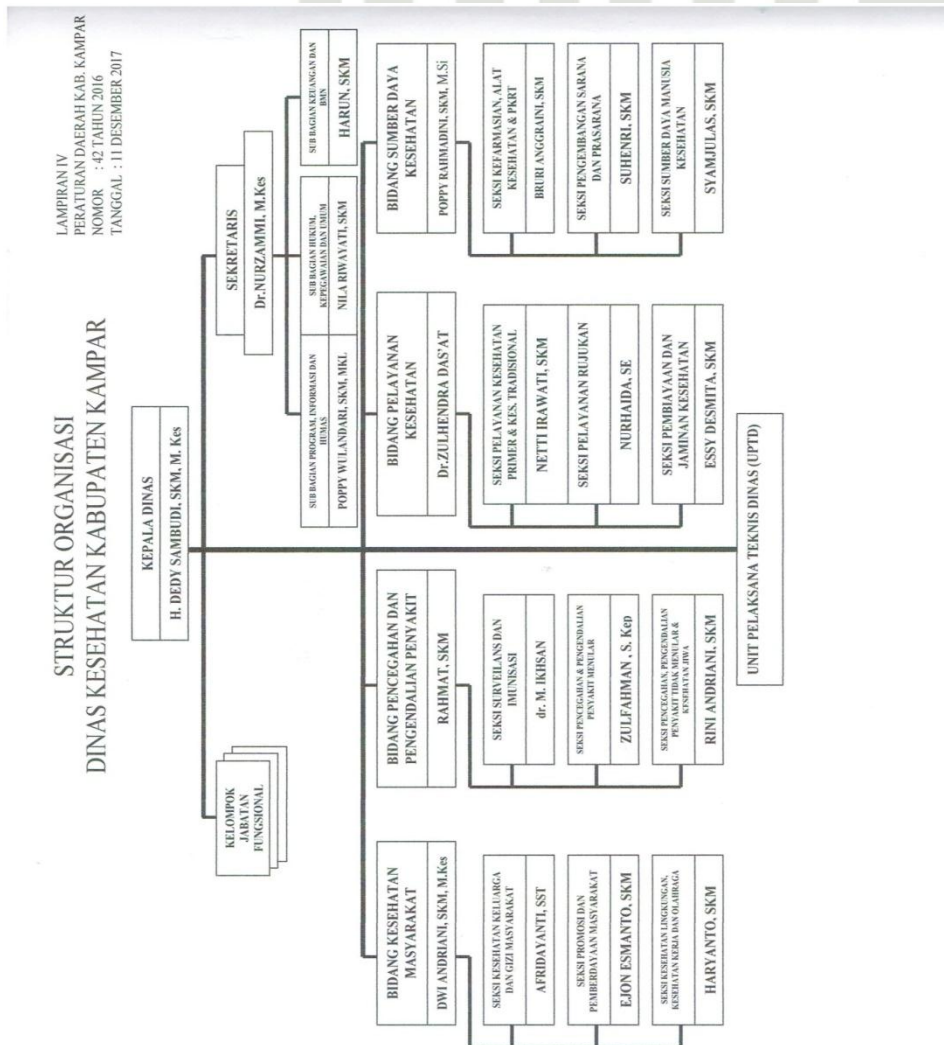 LAMPIRAN IV
PERATURAN DAERAH KAB. KAMPAR
NOMOR : 42 TAHUN 2016
TANGGAL : 11 DESEMBER 2017
STRUKTUR ORGANISASI
DINAS KESEHATAN KABUPATEN KAMPAR
KEPALA DINAS
H. DEDY SAMBUDI, SKM, M. Kes
KELOMPOK
JABATAN
FUNGSIONAL
SEKRETARIS
Dr.NURZAMMI, M.Kes
SUB BAGIAN PROGRAM, INFORMASI DAN
HUMAS
POPPY WULANDARI, SKM, MKL
SUB BAGIAN HUKUM,
KEPEGAWAIAN DAN UMUM
NILA RIWAYATI, SKM
SUB BAGIAN KEUANGAN DAN
BMN
HARUN, SKM
BIDANG KESEHATAN
MASYARAKAT
DWI ANDRIANI, SKM, M.Kes
SEKSI KESEHATAN KELUARGA
DAN GIZI MASYARAKAT
AFRIDAYANTI, SST
SEKSI PROMOSI DAN
PEMBERDAYAAN MASYARAKAT
EJON ESMANTO, SKM
SEKSI KESEHATAN LINGKUNGAN,
KESEHATAN KERJA DAN OLAHRAGA
HARYANTO, SKM
BIDANG PENCEGAHAN DAN
PENGENDALIAN PENYAKIT
RAHMAT, SKM
SEKSI SURVEILANS DAN
IMUNISASI
dr. M. IKHSAN
SEKSI PENCEGAHAN & PENGENDALIAN
PENYAKIT MENULAR
ZULFAHMAN , S. Kep
SEKSI PENCEGAHAN, PENGENDALIAN
PENYAKIT TIDAK MENULAR &
KESEHATAN JIWA
RINI ANDRIANI, SKM
BIDANG PELAYANAN
KESEHATAN
Dr.ZULHENDRA DAS'AT
SEKSI PELAYANAN KESEHATAN
PRIMER & KES. TRADISIONAL
NETTI IRAWATI, SKM
SEKSI PELAYANAN RUJUKAN
NURHAIDA, SE
SEKSI PEMBIAYAAN DAN
JAMINAN KESEHATAN
ESSY DESMITA, SKM
BIDANG SUMBER DAYA
KESEHATAN
POPPY RAHMADINI, SKM, M.Si
SEKSI KEFARMASIAN, ALAT
KESEHATAN & PKRT
BRURI ANGGRAINI, SKM
SEKSI PENGEMBANGAN SARANA
DAN PRASARANA
SUHENRI, SKM
SEKSI SUMBER DAYA MANUSIA
KESEHATAN
SYAMJULAS, SKM
UNIT PELAKSANA TEKNIS DINAS (UPTD)